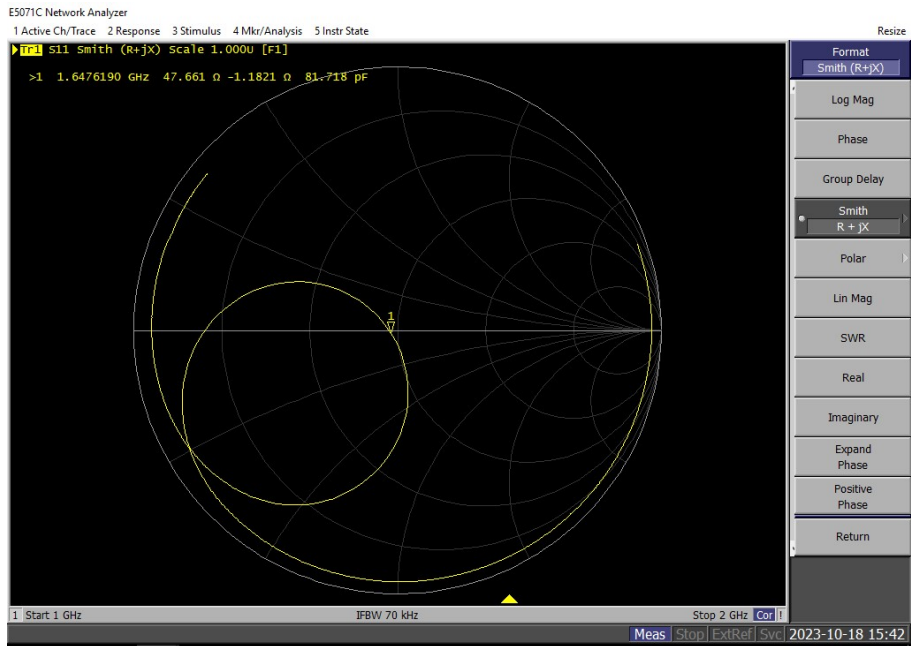 E5071C Network Analyzer
1 Active Ch/Trace 2 Response 3 Stimulus 4 Mkr/Analysis 5 Instr State
Resize
Tr1 S11 Smith (R+jX) Scale 1.000U [F1]
>1 1.6476190 GHz 47.661 Ω -1.1821 Ω 81.718 pF
1
Format
Smith (R+jX)
Log Mag
Phase
Group Delay
Smith
R + jX
Polar
Lin Mag
SWR
Real
Imaginary
Expand
Phase
Positive
Phase
Return
1 Start 1 GHz
IFBW 70 kHz
Stop 2 GHz Cor !
Meas Stop ExtRef Svc 2023-10-18 15:42